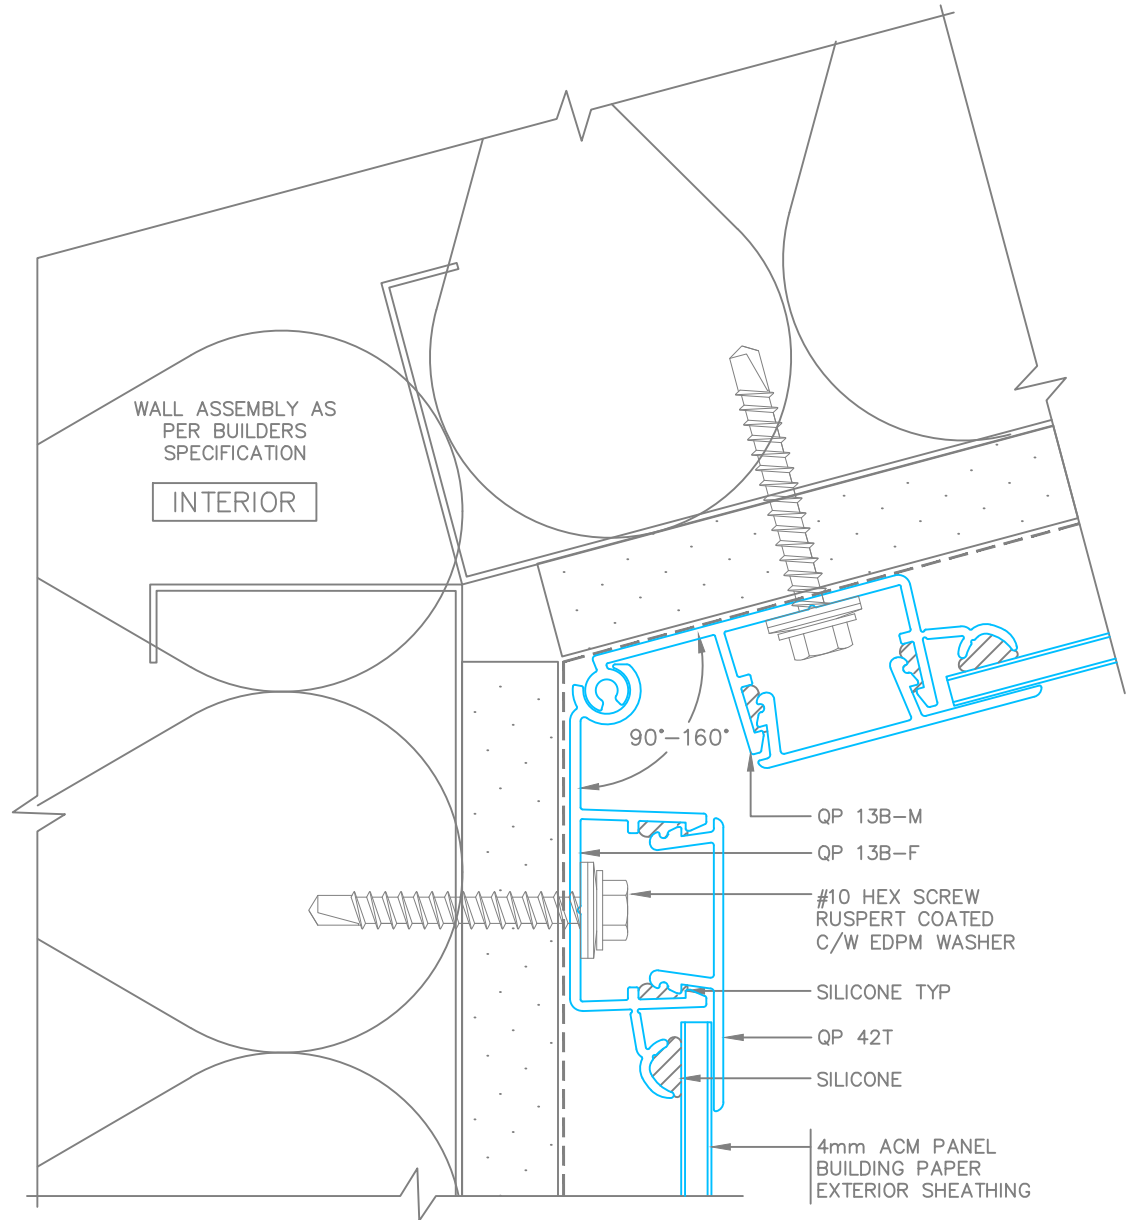 WALL ASSEMBLY AS
PER BUILDERS
SPECIFICATION
INTERIOR
90°-160°
QP 13B-M
QP 13B-F
#10 HEX SCREW
RUSPERT COATED
C/W EDPM WASHER
SILICONE TYP
QP 42T
SILICONE
4mm ACM PANEL
BUILDING PAPER
EXTERIOR SHEATHING